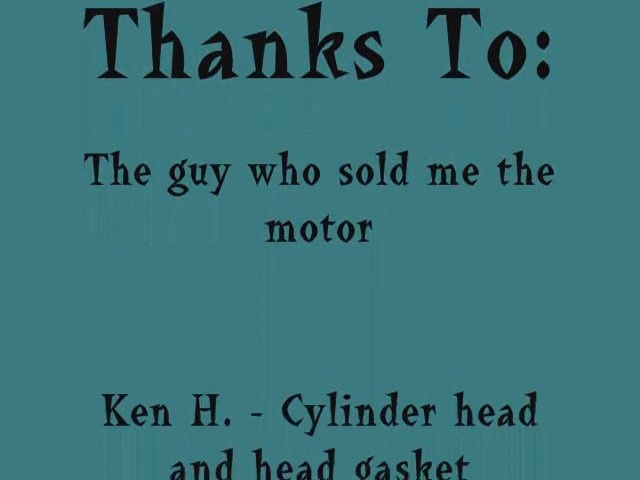 Thanks To:
The guy who sold me the
motor
Ken H. - Cylinder head
and head gasket